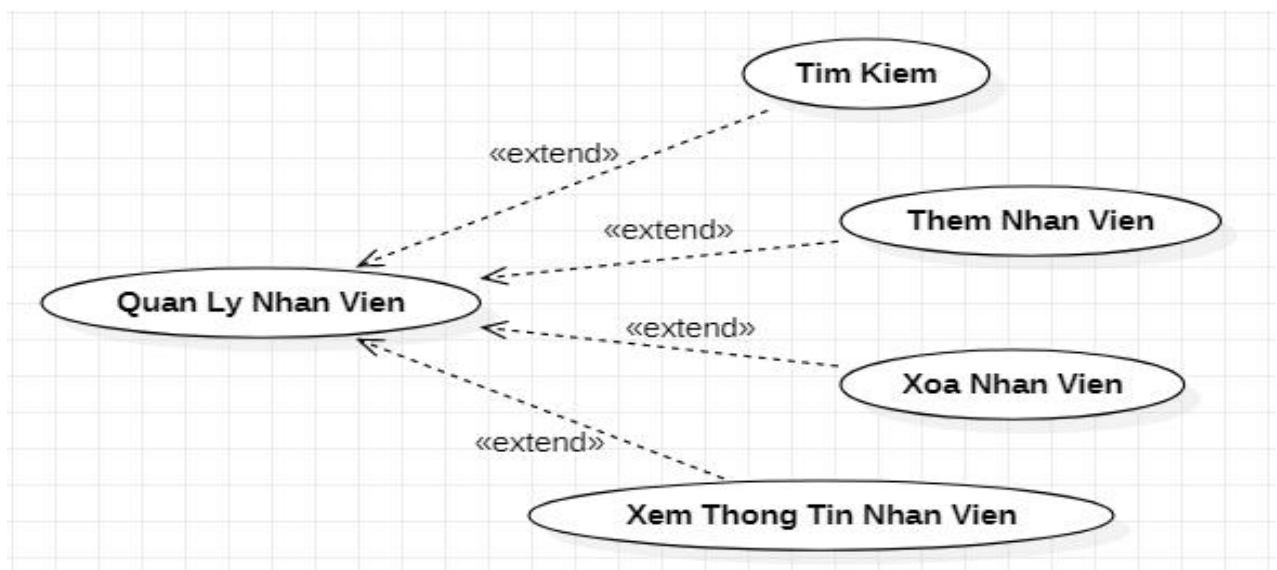 Tim Kiem
«extend»
Them Nhan Vien
«extend»
Quan Ly Nhan Vien
«extend»
Xoa Nhan Vien
«extend»
Xem Thong Tin Nhan Vien